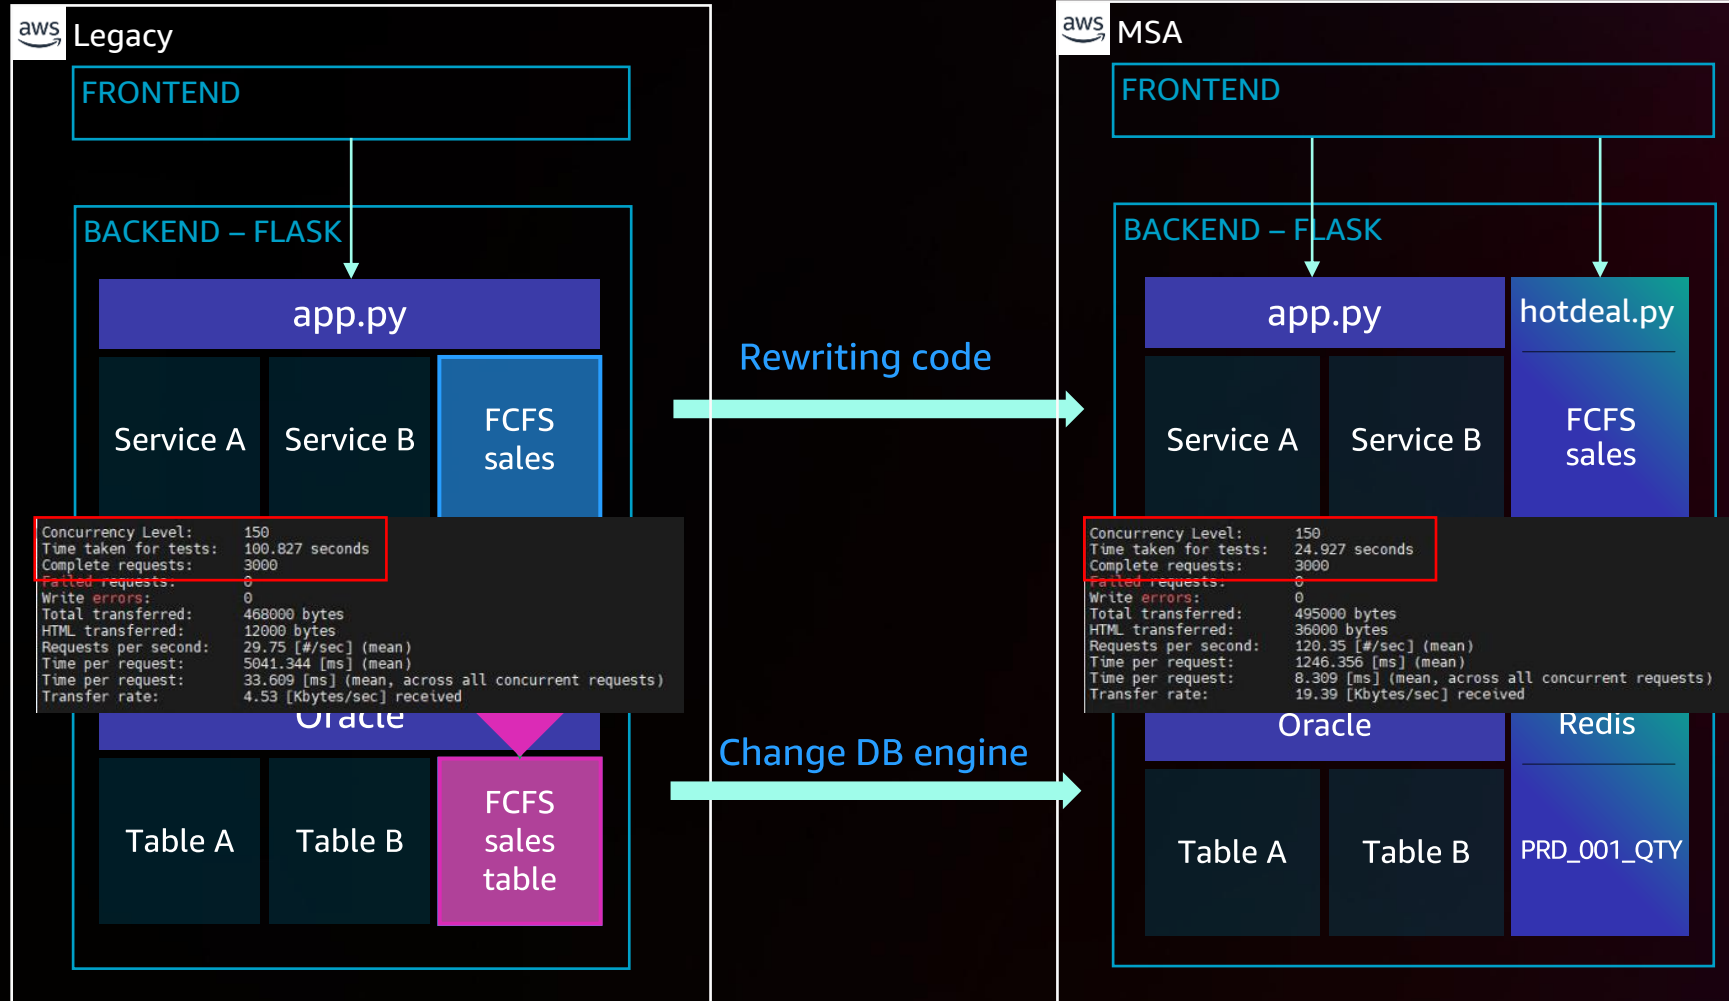 aws Legacy
FRONTEND
BACKEND – FLASK
app.py
Service A
Service B
FCFS
sales
Concurrency Level: 150
Time taken for tests: 100.827 seconds
Complete requests: 3000
Failed requests: 0
Write errors: 0
Total transferred: 468000 bytes
HTML transferred: 12000 bytes
Requests per second: 29.75 [#/sec] (mean)
Time per request: 5041.344 [ms] (mean)
Time per request: 33.609 [ms] (mean, across all concurrent requests)
Transfer rate: 4.53 [Kbytes/sec] received
Oracle
Table A
Table B
FCFS
sales
table
Rewriting code
Change DB engine
aws MSA
FRONTEND
BACKEND – FLASK
app.py
hotdeal.py
Service A
Service B
FCFS
sales
Concurrency Level: 150
Time taken for tests: 24.927 seconds
Complete requests: 3000
Failed requests: 0
Write errors: 0
Total transferred: 495000 bytes
HTML transferred: 36000 bytes
Requests per second: 120.35 [#/sec] (mean)
Time per request: 1246.356 [ms] (mean)
Time per request: 8.309 [ms] (mean, across all concurrent requests)
Transfer rate: 19.39 [Kbytes/sec] received
Oracle
Redis
Table A
Table B
PRD_001_QTY